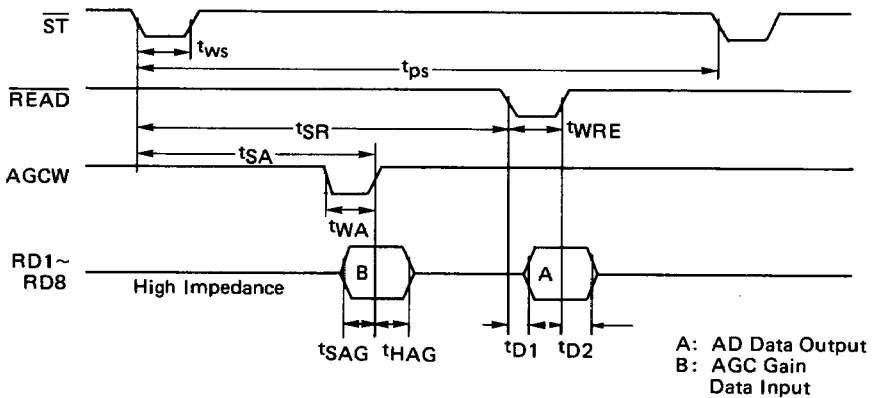 ST
tWS
tPS
READ
tSR
tWRE
tSA
AGCW
tWA
RD1~
RD8
B
A
High Impedance
tSAG
tHAG
tD1
tD2
A: AD Data Output
B: AGC Gain
Data Input